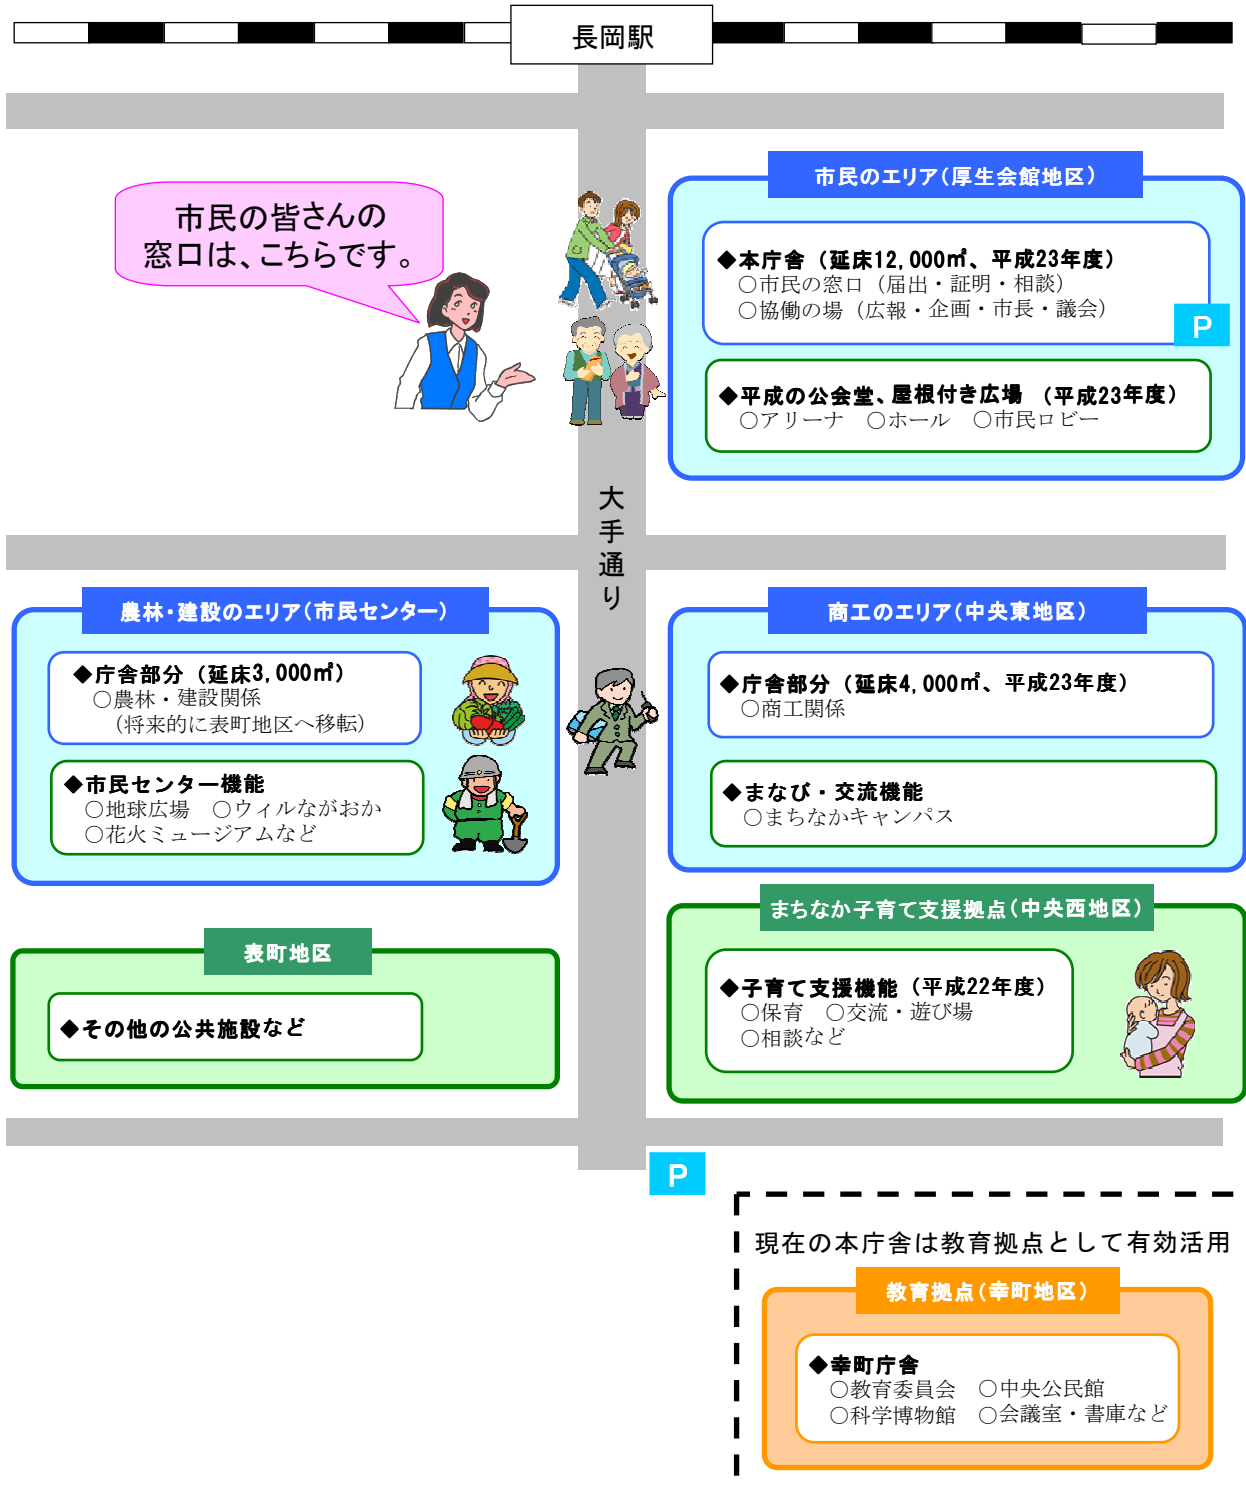 長岡駅
市民の皆さんの
窓口は、こちらです。
市民のエリア(厚生会館地区)
◆本庁舎（延床12,000㎡、平成23年度）
○市民の窓口（届出・証明・相談）
○協働の場（広報・企画・市長・議会）
P
◆平成の公会堂、屋根付き広場（平成23年度）
○アリーナ　○ホール　○市民ロビー
大手通り
農林・建設のエリア(市民センター)
◆庁舎部分（延床3,000㎡）
○農林・建設関係
（将来的に表町地区へ移転）
◆市民センター機能
○地球広場　○ウィルながおか
○花火ミュージアムなど
商工のエリア(中央東地区)
◆庁舎部分（延床4,000㎡、平成23年度）
○商工関係
◆まなび・交流機能
○まちなかキャンパス
表町地区
◆その他の公共施設など
まちなか子育て支援拠点(中央西地区)
◆子育て支援機能（平成22年度）
○保育　○交流・遊び場
○相談など
P
現在の本庁舎は教育拠点として有効活用
教育拠点(幸町地区)
◆幸町庁舎
○教育委員会　○中央公民館
○科学博物館　○会議室・書庫など